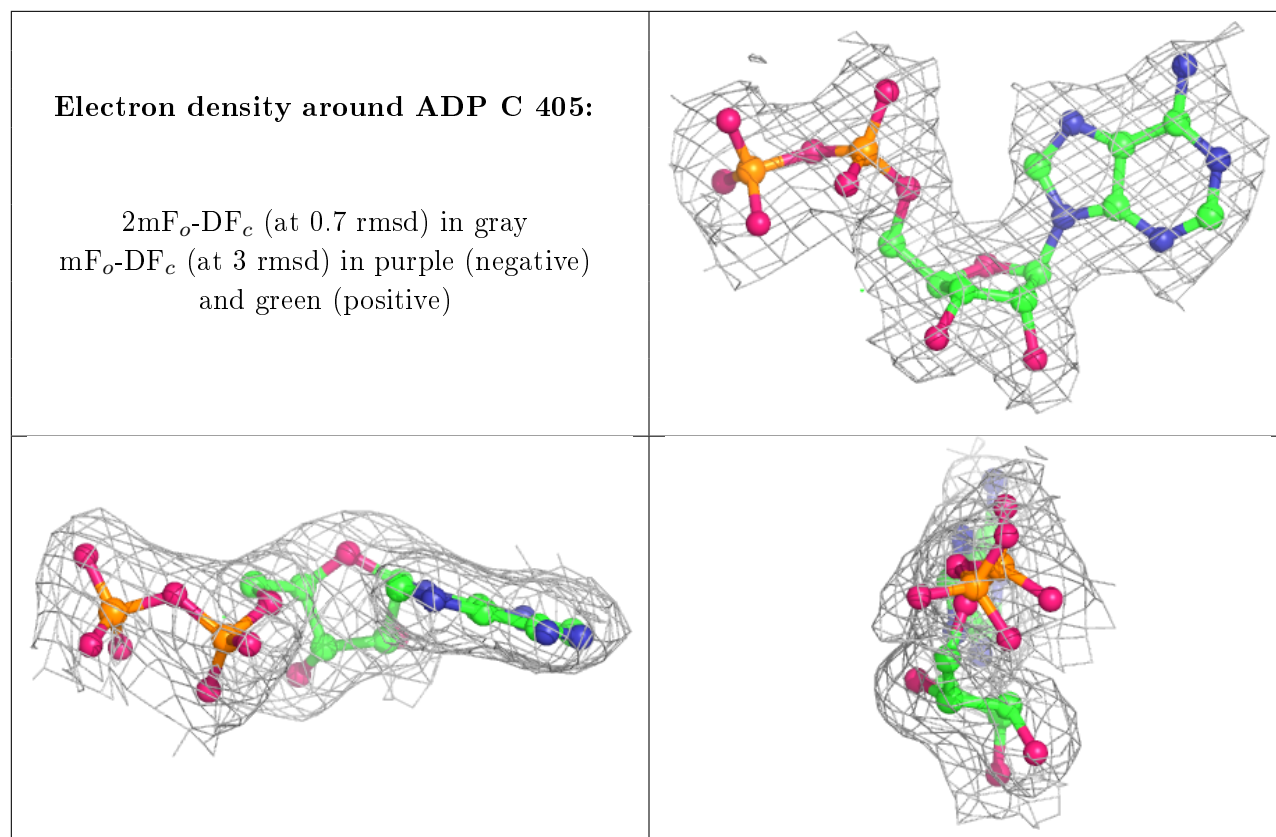 Electron density around ADP C 405:
2mFₒ-DF𝒸 (at 0.7 rmsd) in gray
mFₒ-DF𝒸 (at 3 rmsd) in purple (negative)
and green (positive)